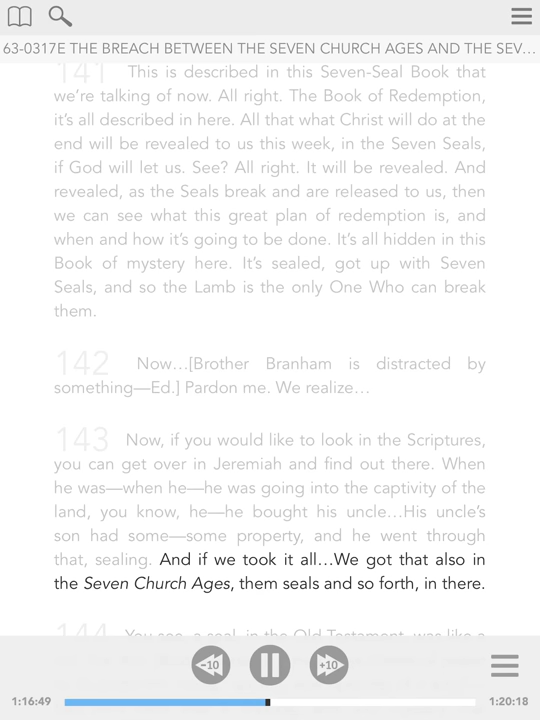 63-0317E THE BREACH BETWEEN THE SEVEN CHURCH AGES AND THE SEV…
141 This is described in this Seven-Seal Book that
we’re talking of now. All right. The Book of Redemption,
it’s all described in here. All that what Christ will do at the
end will be revealed to us this week, in the Seven Seals,
if God will let us. See? All right. It will be revealed. And
revealed, as the Seals break and are released to us, then
we can see what this great plan of redemption is, and
when and how it’s going to be done. It’s all hidden in this
Book of mystery here. It’s sealed, got up with Seven
Seals, and so the Lamb is the only One Who can break
them.
142 Now…[Brother Branham is distracted by
something—Ed.] Pardon me. We realize…
143 Now, if you would like to look in the Scriptures,
you can get over in Jeremiah and find out there. When
he was—when he—he was going into the captivity of the
land, you know, he—he bought his uncle…His uncle’s
son had some—some property, and he went through
that, sealing. And if we took it all…We got that also in
the Seven Church Ages, them seals and so forth, in there.
144 You see, a seal, in the Old Testament, was like a
-10
+10
1:16:49
1:20:18